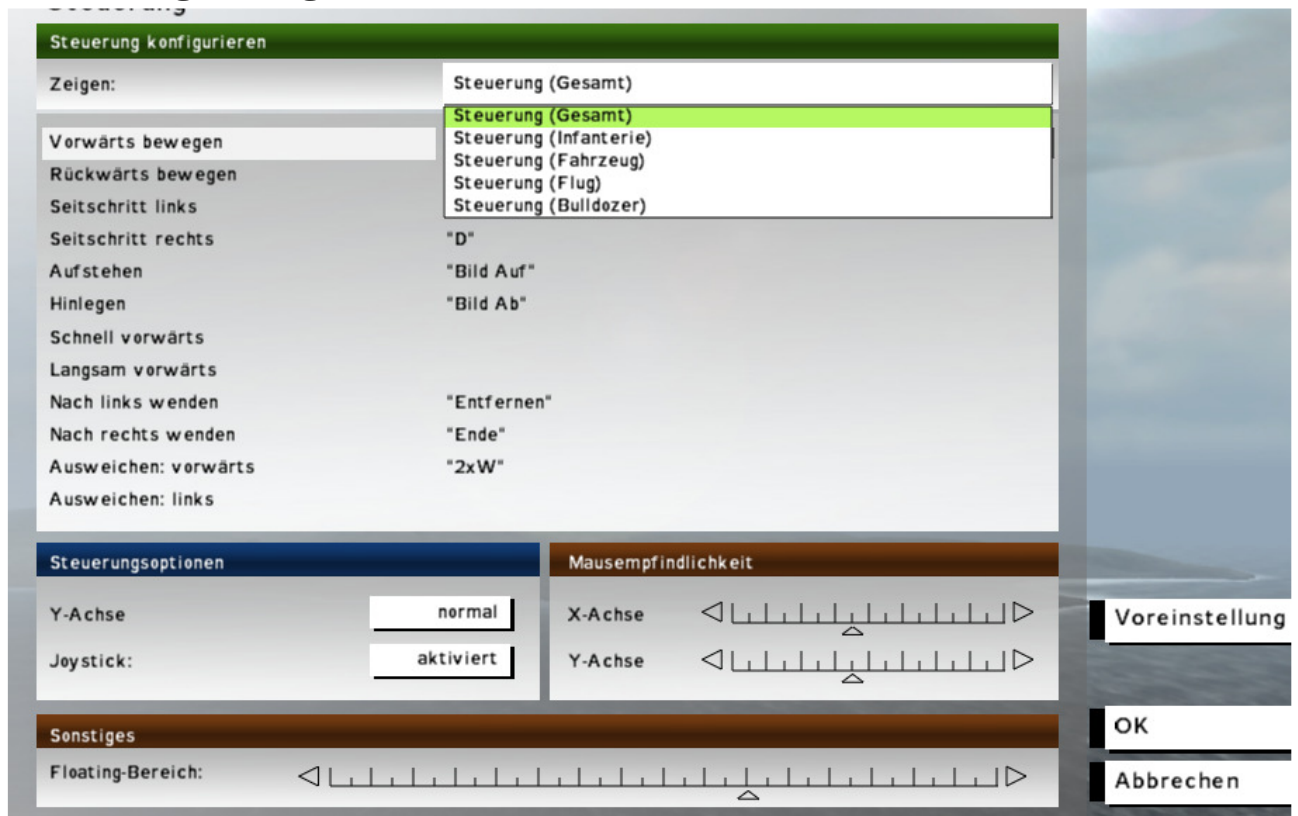 Steuerung
Steuerung konfigurieren
Zeigen:
Steuerung (Gesamt)
Steuerung (Gesamt)
Steuerung (Infanterie)
Steuerung (Fahrzeug)
Steuerung (Flug)
Steuerung (Bulldozer)
Vorwärts bewegen
Rückwärts bewegen
Seitschritt links
Seitschritt rechts "D"
Aufstehen "Bild Auf"
Hinlegen "Bild Ab"
Schnell vorwärts
Langsam vorwärts
Nach links wenden "Entfernen"
Nach rechts wenden "Ende"
Ausweichen: vorwärts "2xW"
Ausweichen: links
Steuerungsoptionen
Y-Achse normal
Joystick: aktiviert
Mausempfindlichkeit
X-Achse
Y-Achse
Sonstiges
Floating-Bereich:
Voreinstellung
OK
Abbrechen